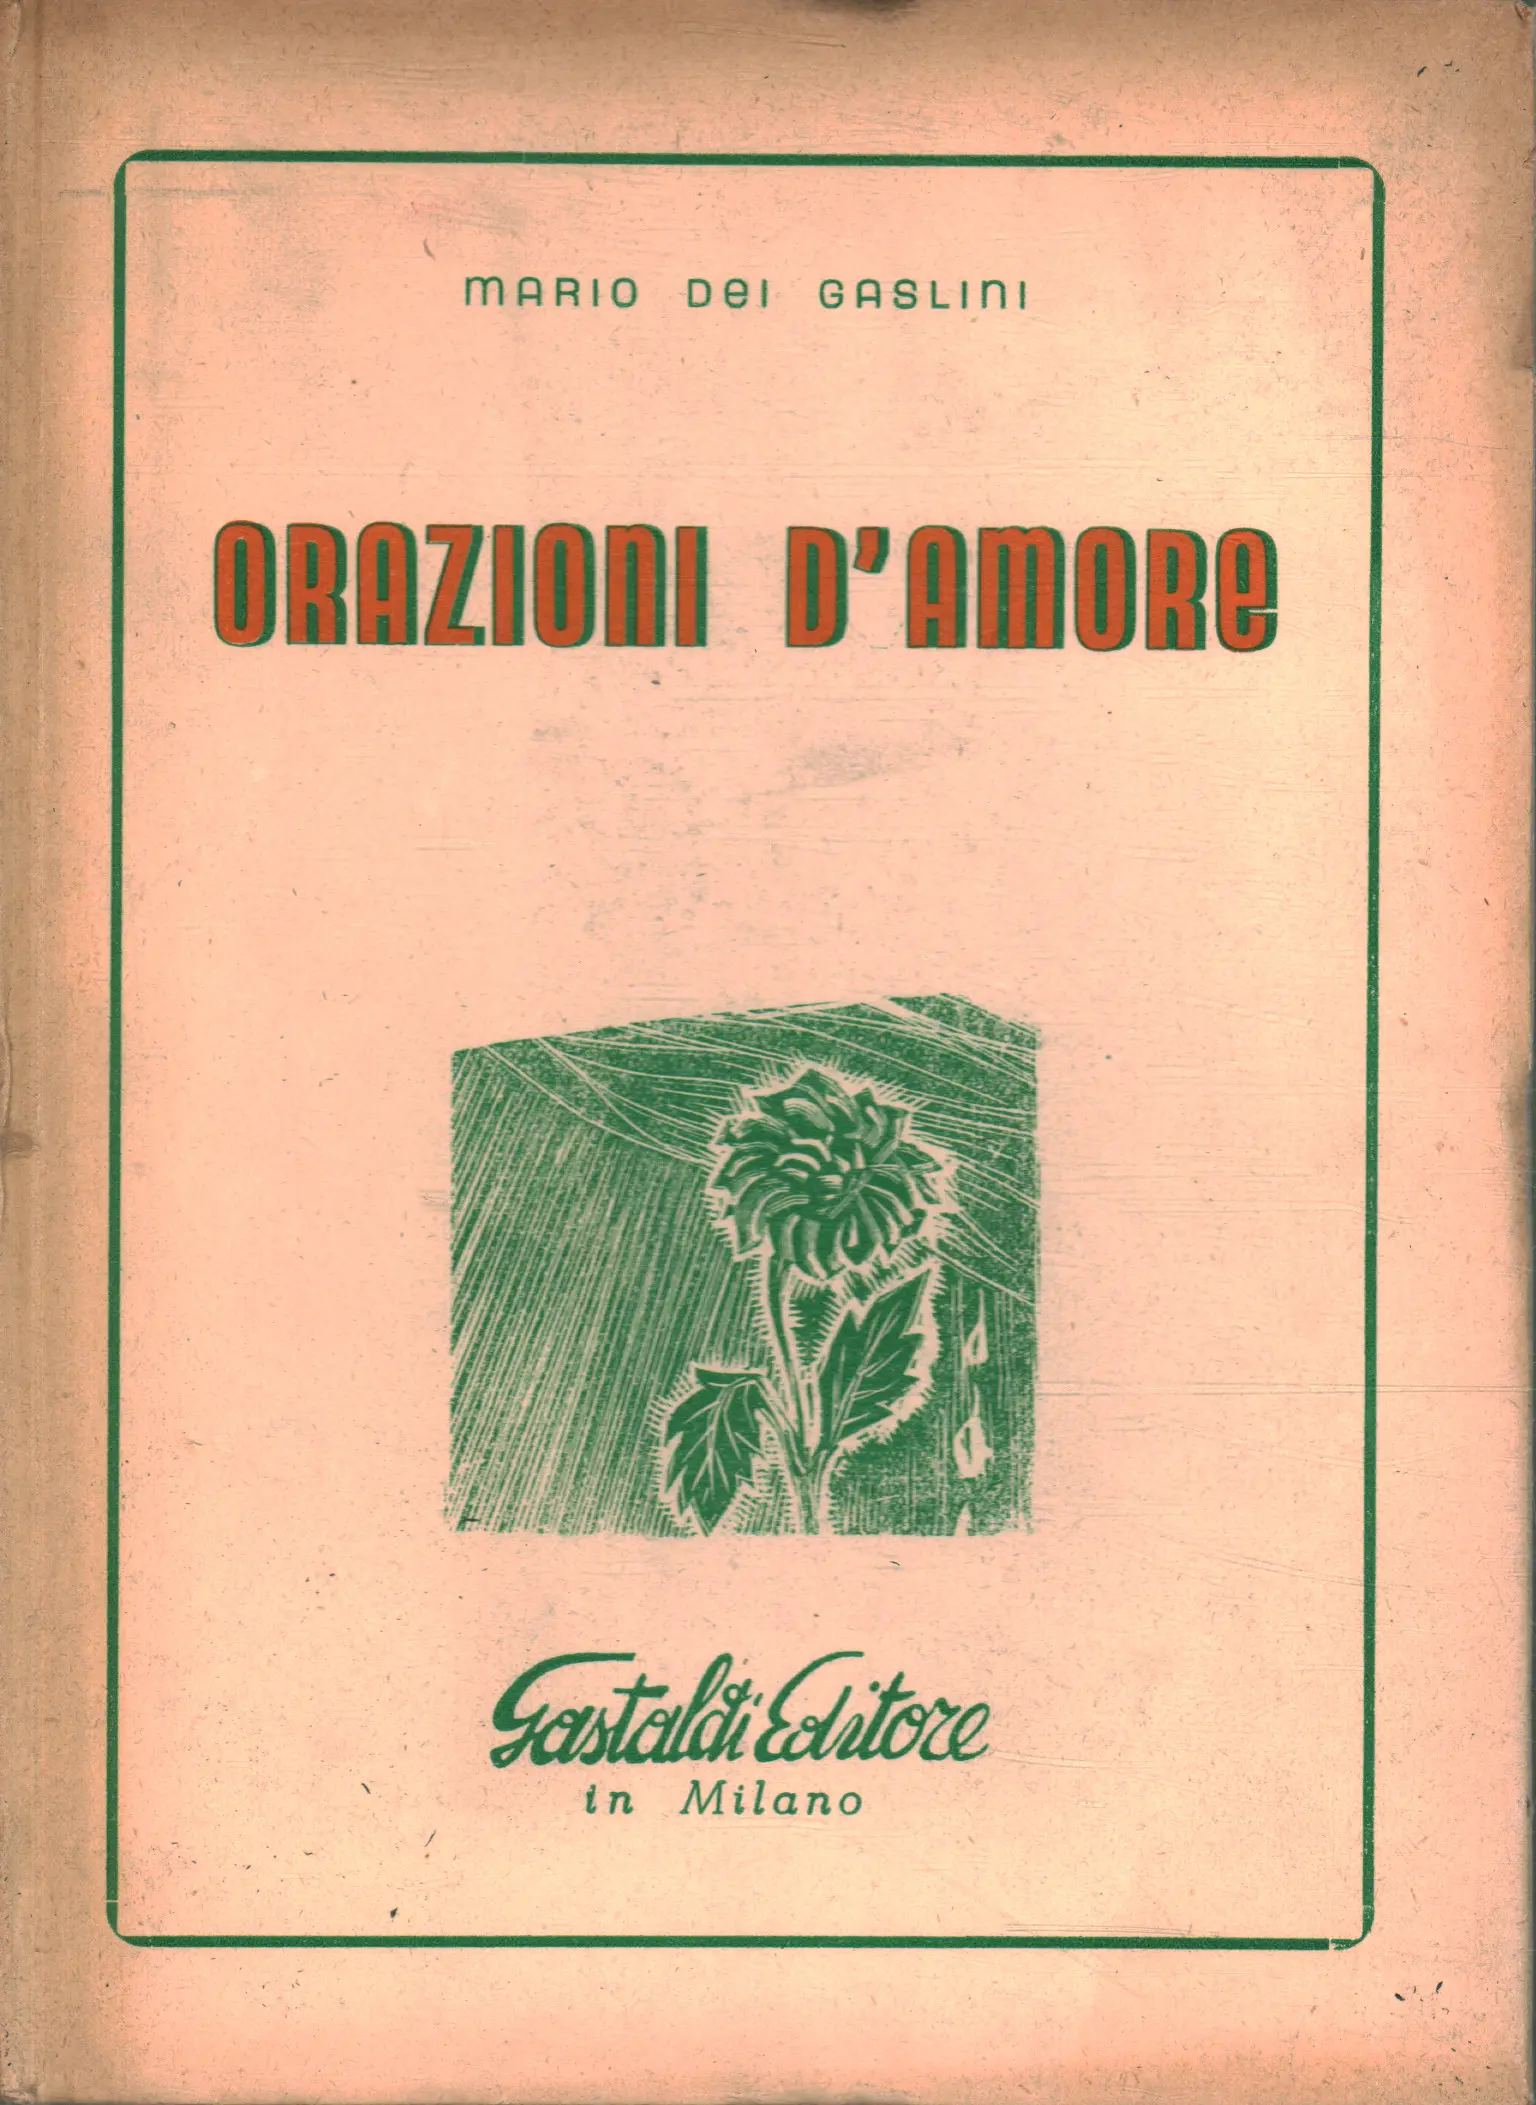 MARIO DEI GASLINI
ORAZIONI D'AMORE
Gastaldi Editore
in Milano